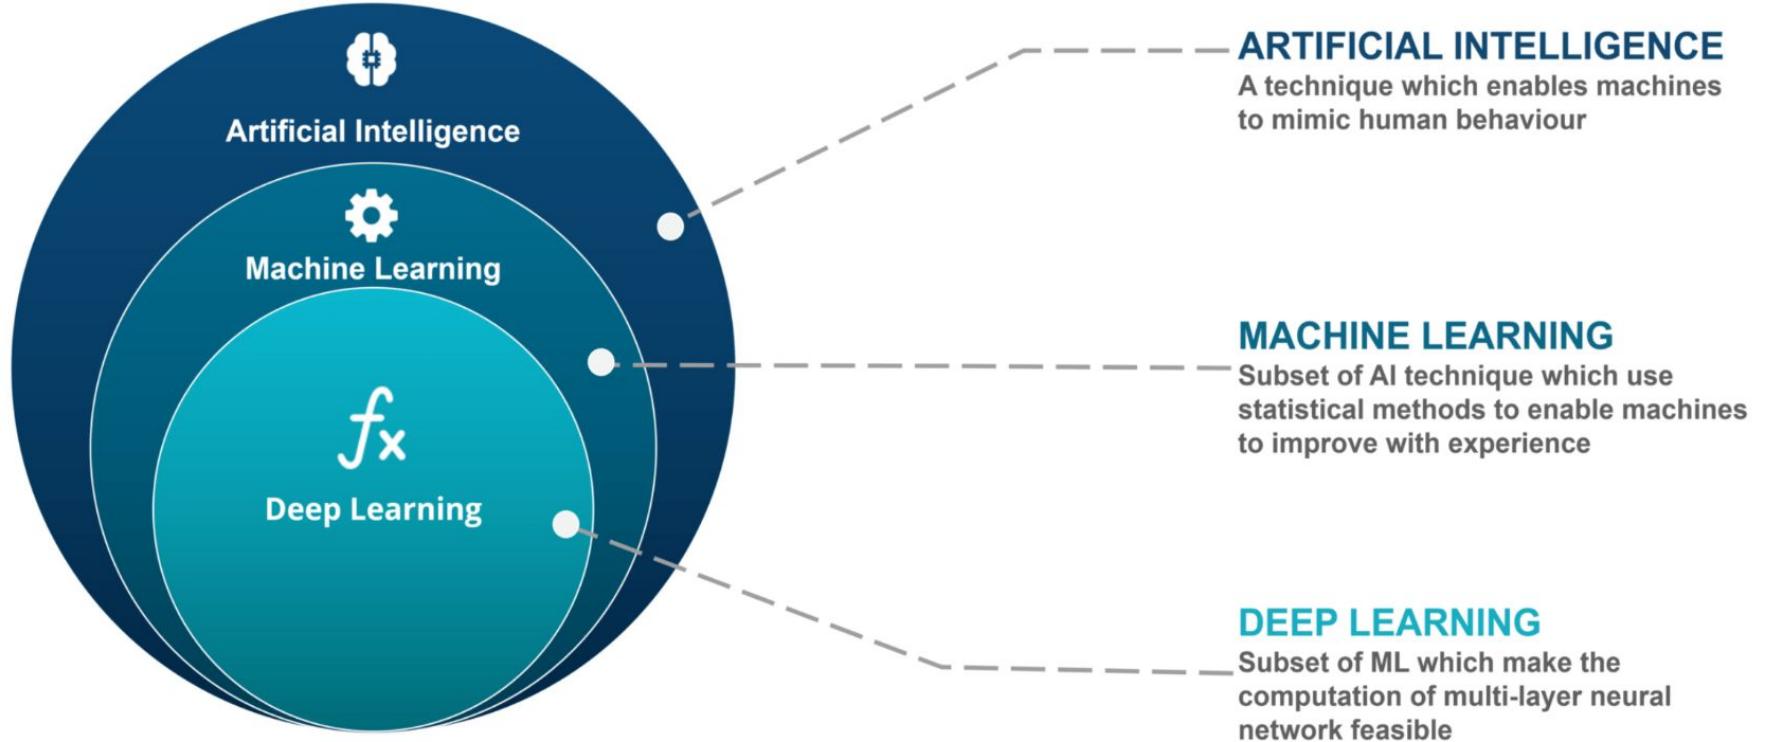 Artificial Intelligence
Machine Learning
fx
Deep Learning
ARTIFICIAL INTELLIGENCE
A technique which enables machines
to mimic human behaviour
MACHINE LEARNING
Subset of AI technique which use
statistical methods to enable machines
to improve with experience
DEEP LEARNING
Subset of ML which make the
computation of multi-layer neural
network feasible